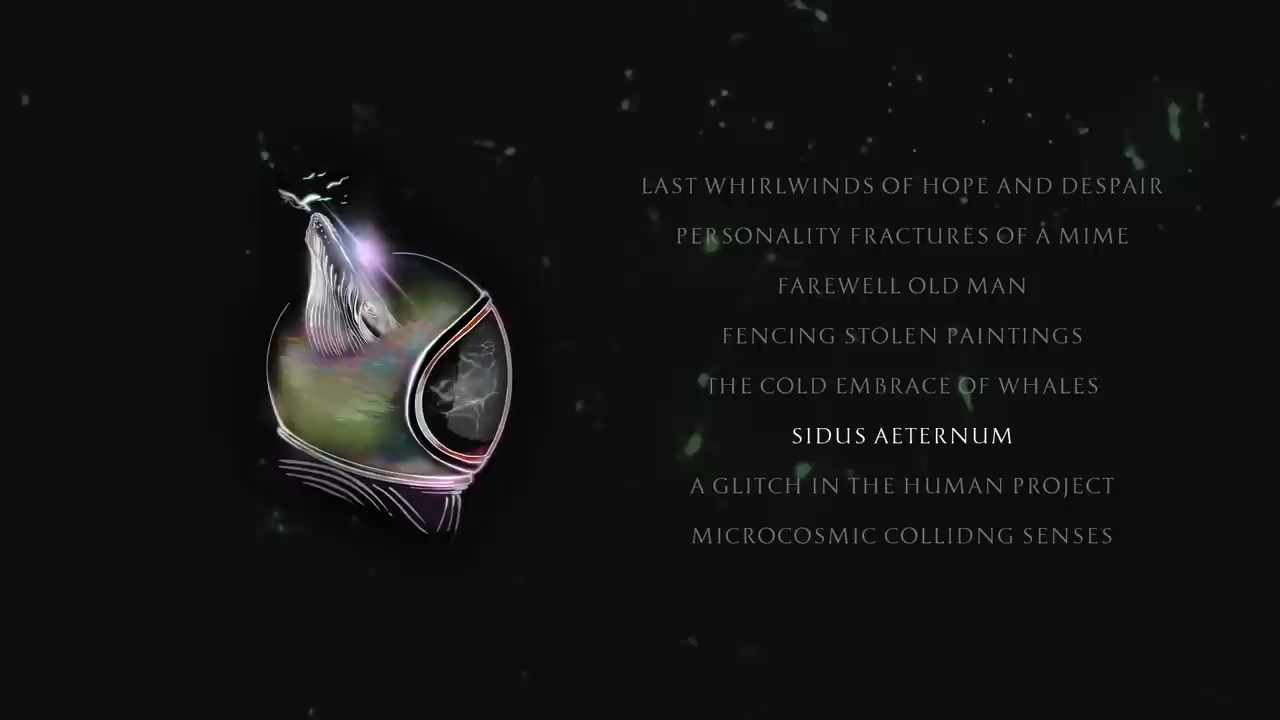 LAST WHIRLWINDS OF HOPE AND DESPAIR
PERSONALITY FRACTURES OF A MIME
FAREWELL OLD MAN
FENCING STOLEN PAINTINGS
THE COLD EMBRACE OF WHALES
SIDUS AETERNUM
A GLITCH IN THE HUMAN PROJECT
MICROCOSMIC COLLIDNG SENSES